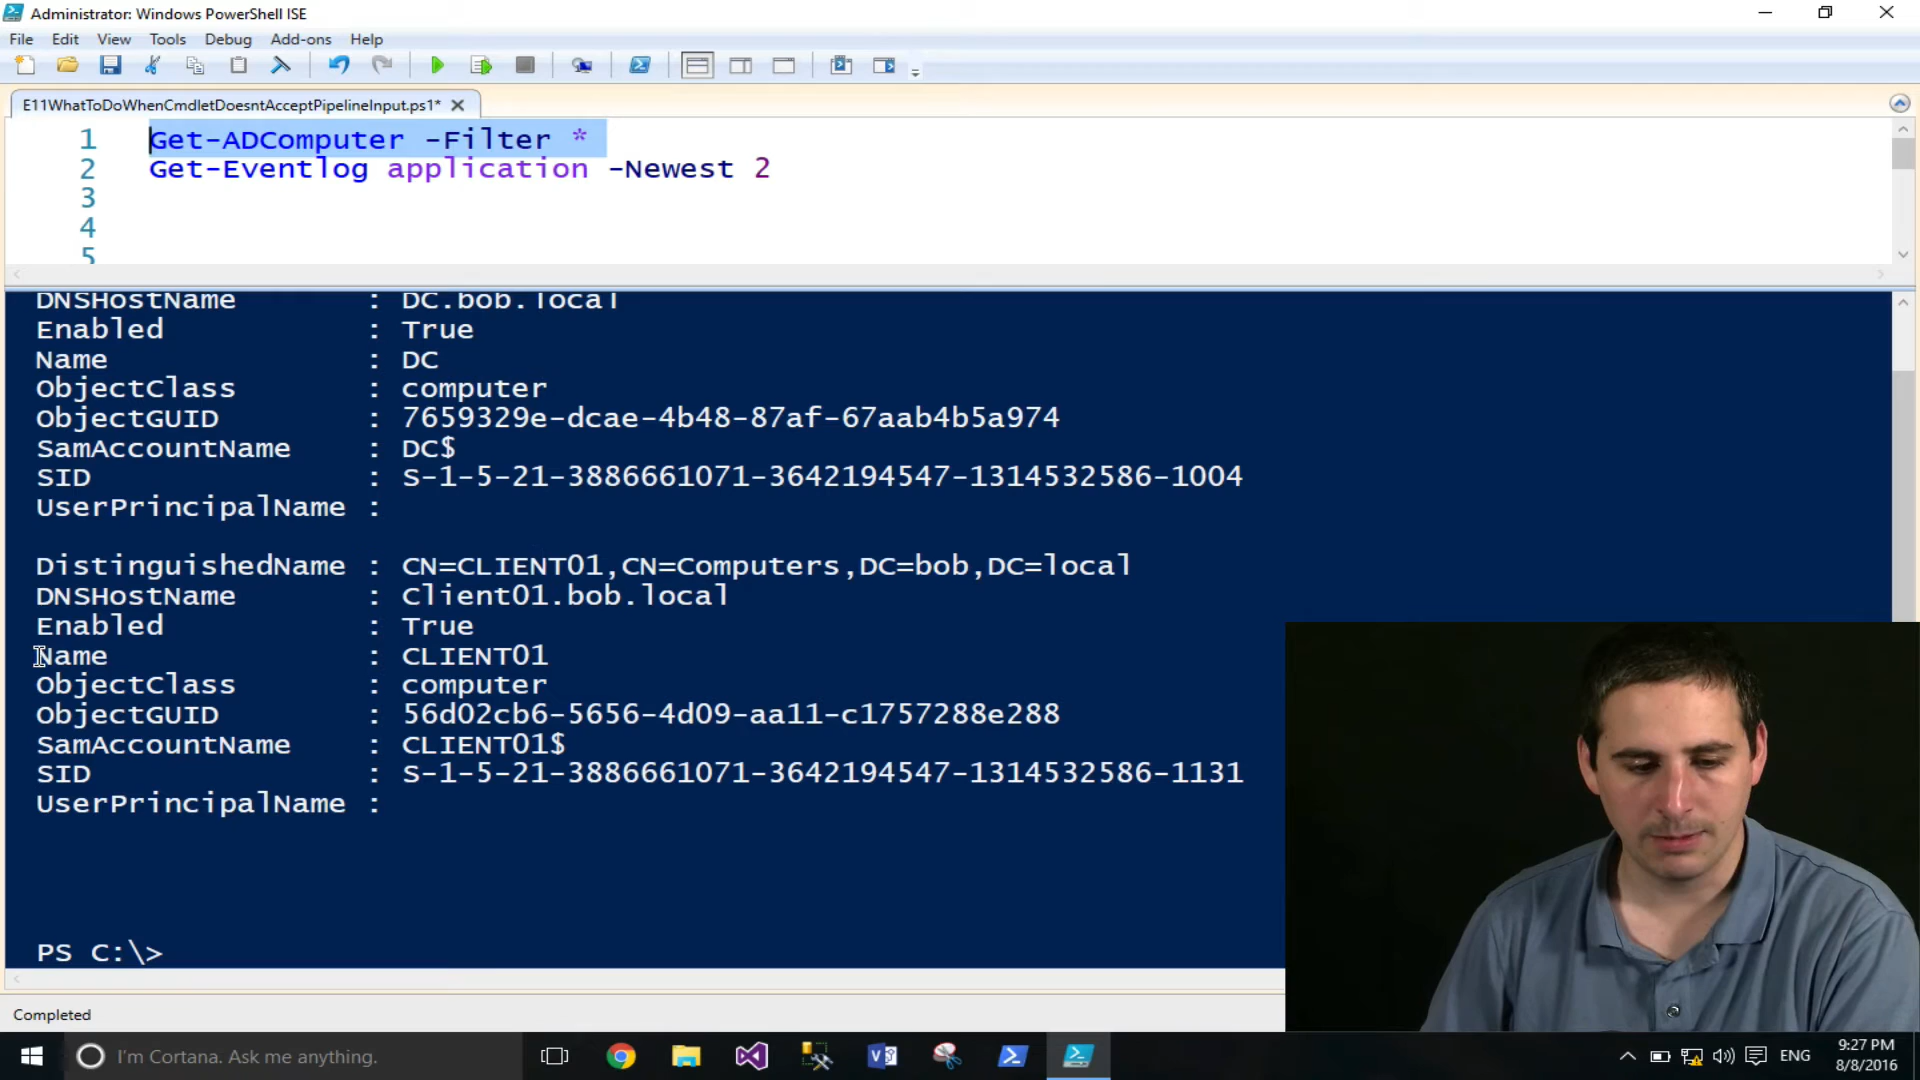 Administrator: Windows PowerShell ISE
File Edit View Tools Debug Add-ons Help
E11WhatToDoWhenCmdletDoesntAcceptPipelineInput.ps1*
1 Get-ADComputer -Filter *
2 Get-Eventlog application -Newest 2
3
4
5
DNSHostName : DC.bob.local
Enabled : True
Name : DC
ObjectClass : computer
ObjectGUID : 7659329e-dcae-4b48-87af-67aab4b5a974
SamAccountName : DC$
SID : S-1-5-21-3886661071-3642194547-1314532586-1004
UserPrincipalName :
DistinguishedName : CN=CLIENT01,CN=Computers,DC=bob,DC=local
DNSHostName : Client01.bob.local
Enabled : True
Name : CLIENT01
ObjectClass : computer
ObjectGUID : 56d02cb6-5656-4d09-aa11-c1757288e288
SamAccountName : CLIENT01$
SID : S-1-5-21-3886661071-3642194547-1314532586-1131
UserPrincipalName :
PS C:\>
Completed
I'm Cortana. Ask me anything.
ENG
9:27 PM
8/8/2016